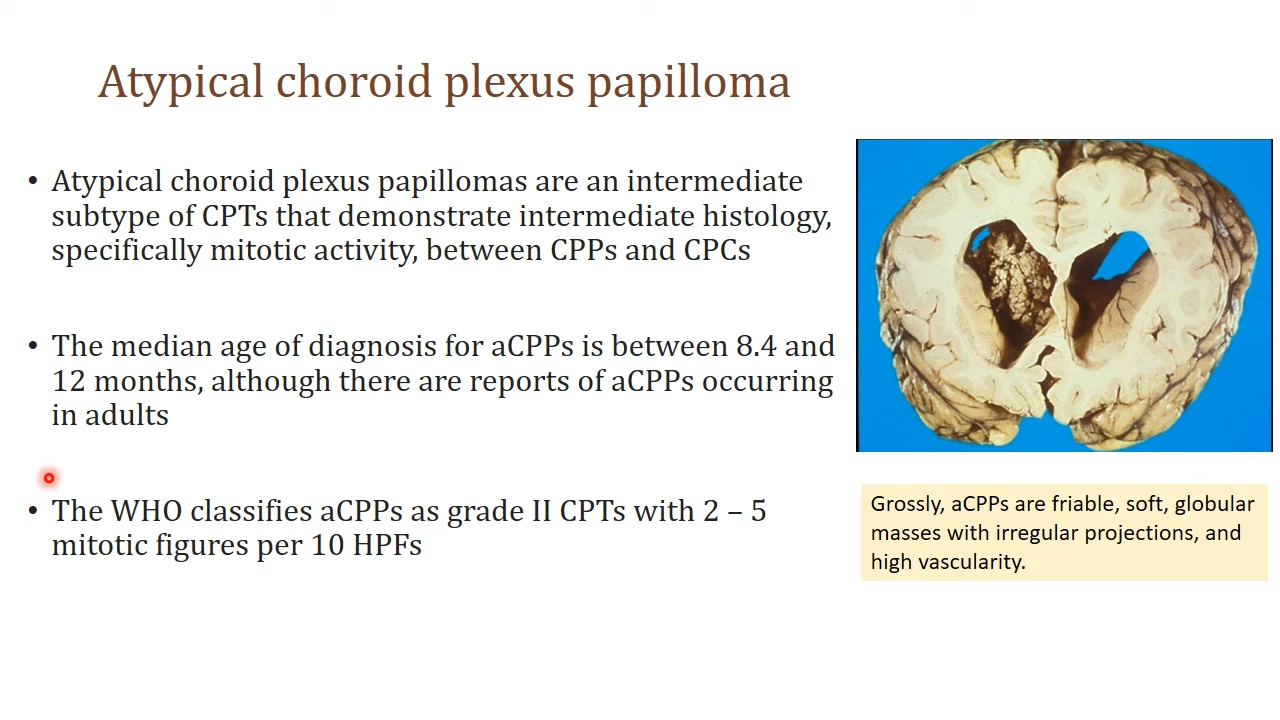 Atypical choroid plexus papilloma
• Atypical choroid plexus papillomas are an intermediate
subtype of CPTs that demonstrate intermediate histology,
specifically mitotic activity, between CPPs and CPCs
• The median age of diagnosis for aCPPs is between 8.4 and
12 months, although there are reports of aCPPs occurring
in adults
• The WHO classifies aCPPs as grade II CPTs with 2 – 5
mitotic figures per 10 HPFs
Grossly, aCPPs are friable, soft, globular
masses with irregular projections, and
high vascularity.